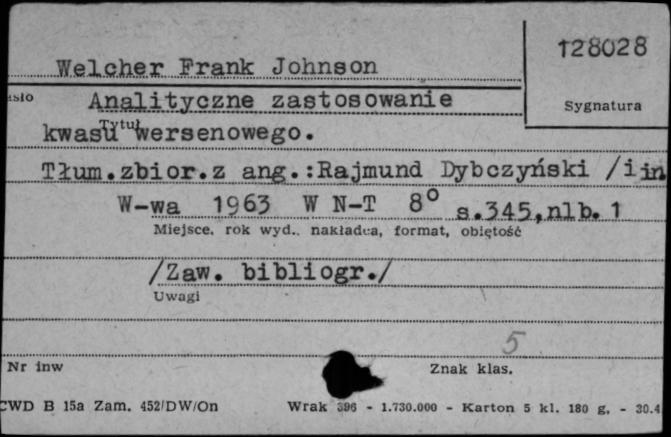 128028
Welcher Frank Johnson
Sygnatura
asło Analityczne zastosowanie
Tytuł
kwasu wersenowego.
Tłum.zbior.z ang.:Rajmund Dybczyński /i in
W-wa 1963 W N-T 8° s.345,nlb.1
Miejsce, rok wyd., nakładca, format, objętość
/Zaw. bibliogr./
Uwagi
5
Nr inw Znak klas.
CWD B 15a Zam. 452/DW/On Wrak 396 - 1.730.000 - Karton 5 kl. 180 g. - 30.4